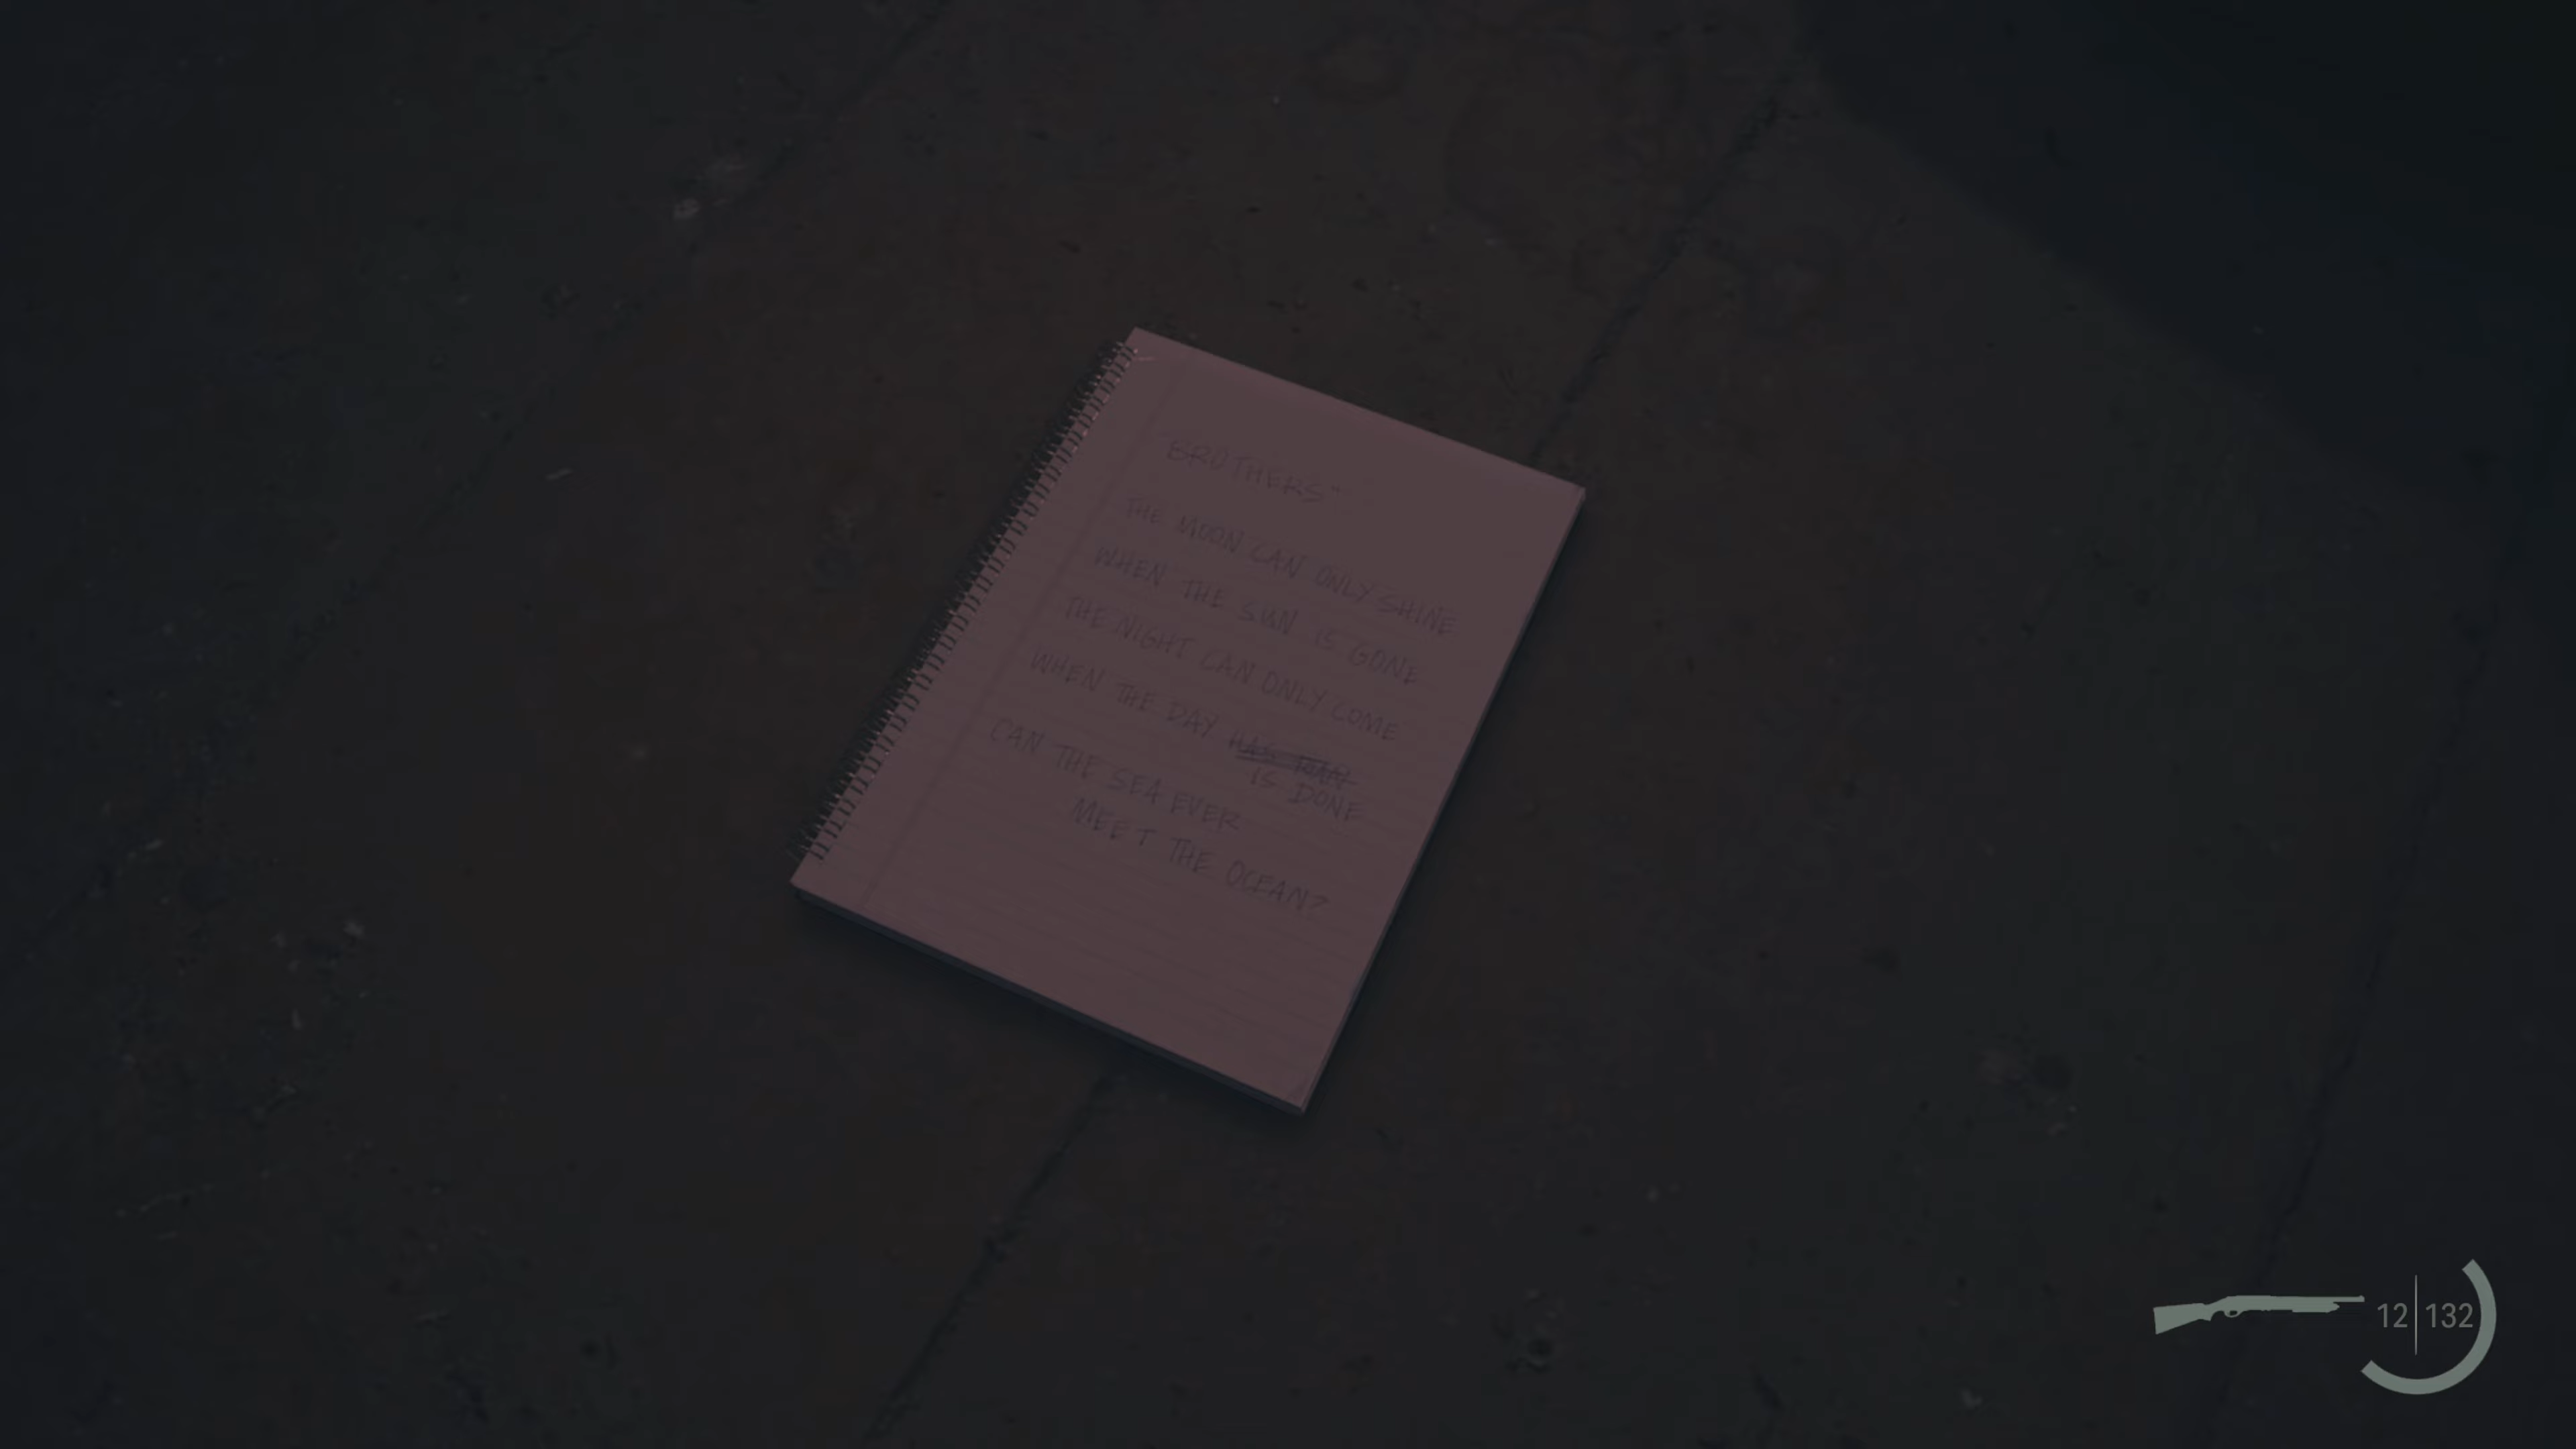 "BROTHERS"
THE MOON CAN ONLY SHINE
WHEN THE SUN IS GONE
THE NIGHT CAN ONLY COME
WHEN THE DAY
IS DONE
CAN THE SEA EVER
MEET THE OCEAN?
12 132